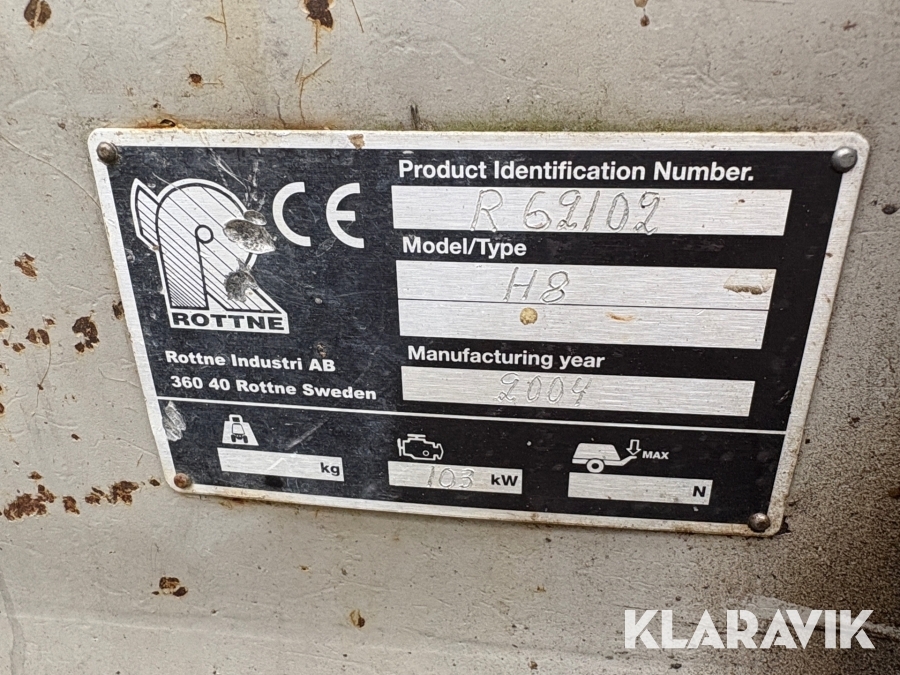 Product Identification Number.
R 62102
Model/Type
H8
Manufacturing year
2004
CE
ROTTNE
Rottne Industri AB
360 40 Rottne Sweden
kg
103 kW
MAX
N
KLARAVIK